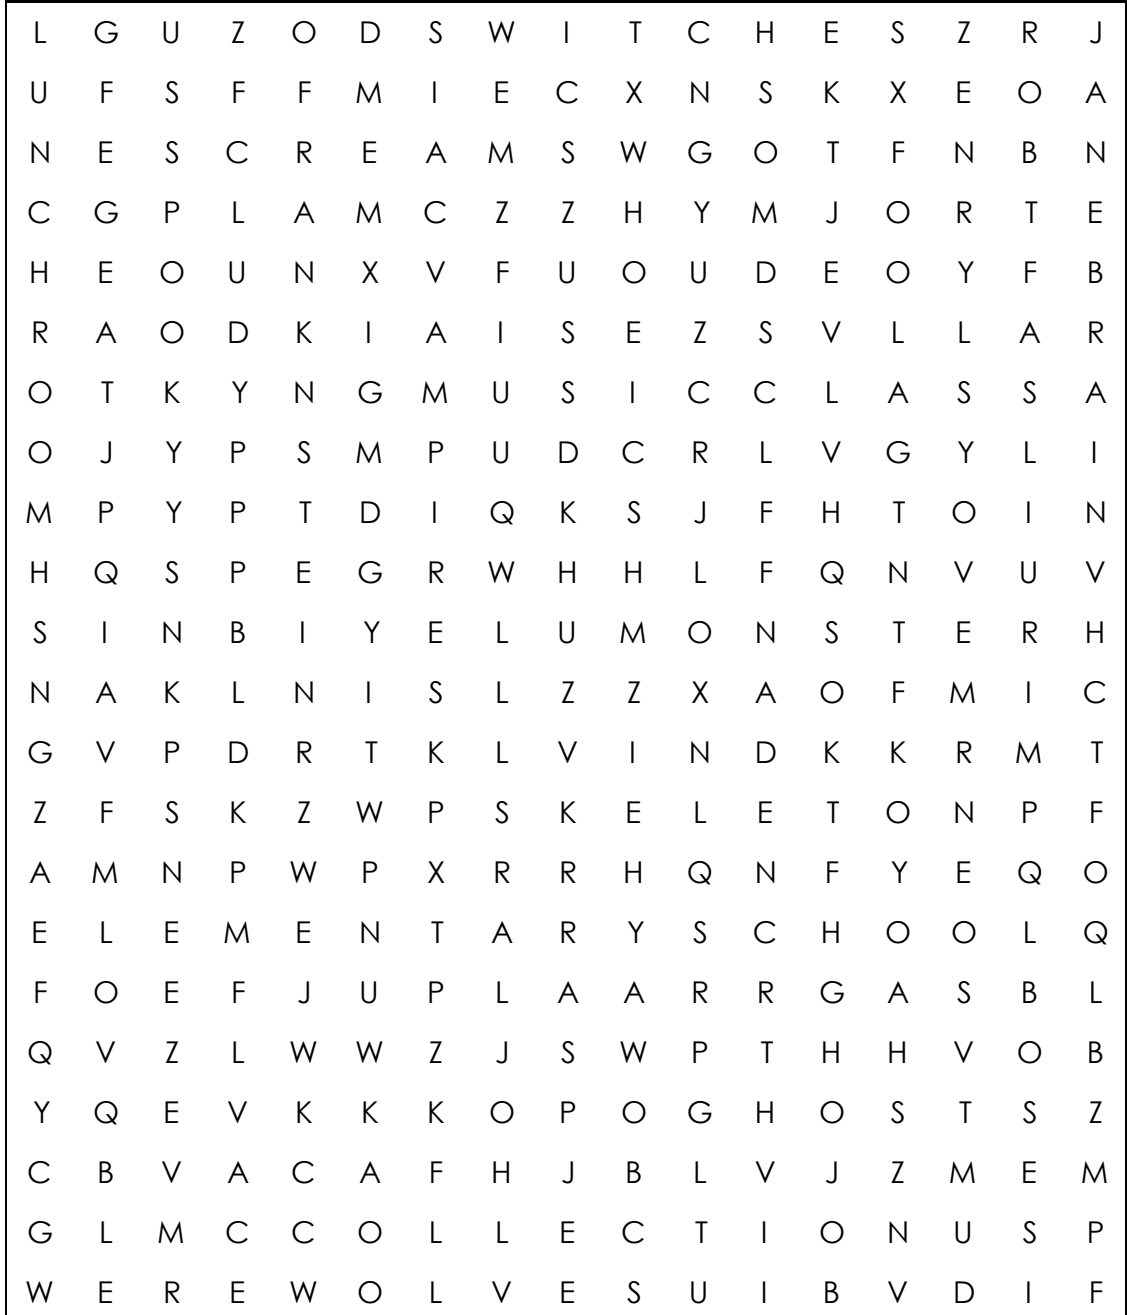 L G U Z O D S W I T C H E S Z R J
U F S F F M I E C X N S K X E O A
N E S C R E A M S W G O T F N B N
C G P L A M C Z Z H Y M J O R T E
H E O U N X V F U O U D E O Y F B
R A O D K I A I S E Z S V L L A R
O T K Y N G M U S I C C L A S S A
O J Y P S M P U D C R L V G Y L I
M P Y P T D I Q K S J F H T O I N
H Q S P E G R W H H L F Q N V U V
S I N B I Y E L U M O N S T E R H
N A K L N I S L Z Z X A O F M I C
G V P D R T K L V I N D K K R M T
Z F S K Z W P S K E L E T O N P F
A M N P W P X R R H Q N F Y E Q O
E L E M E N T A R Y S C H O O L Q
F O E F J U P L A A R R G A S B L
Q V Z L W W Z J S W P T H H V O B
Y Q E V K K K O P O G H O S T S Z
C B V A C A F H J B L V J Z M E M
G L M C C O L L E C T I O N U S P
W E R E W O L V E S U I B V D I F